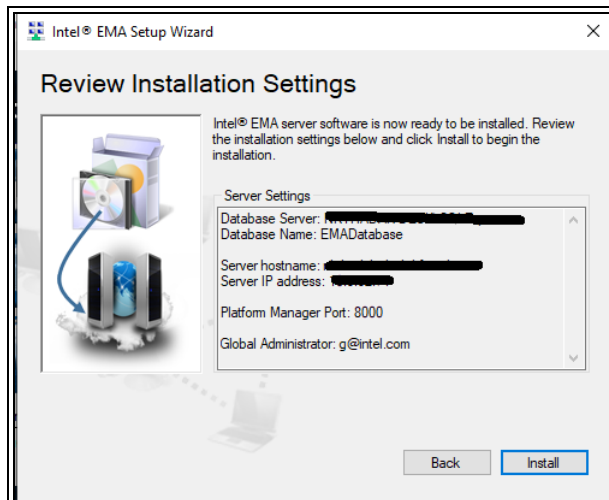 Intel® EMA Setup Wizard
Review Installation Settings
Intel® EMA server software is now ready to be installed. Review
the installation settings below and click Install to begin the
installation.
Server Settings
Database Server:
Database Name: EMADatabase
Server hostname:
Server IP address:
Platform Manager Port: 8000
Global Administrator: g@intel.com
Back
Install